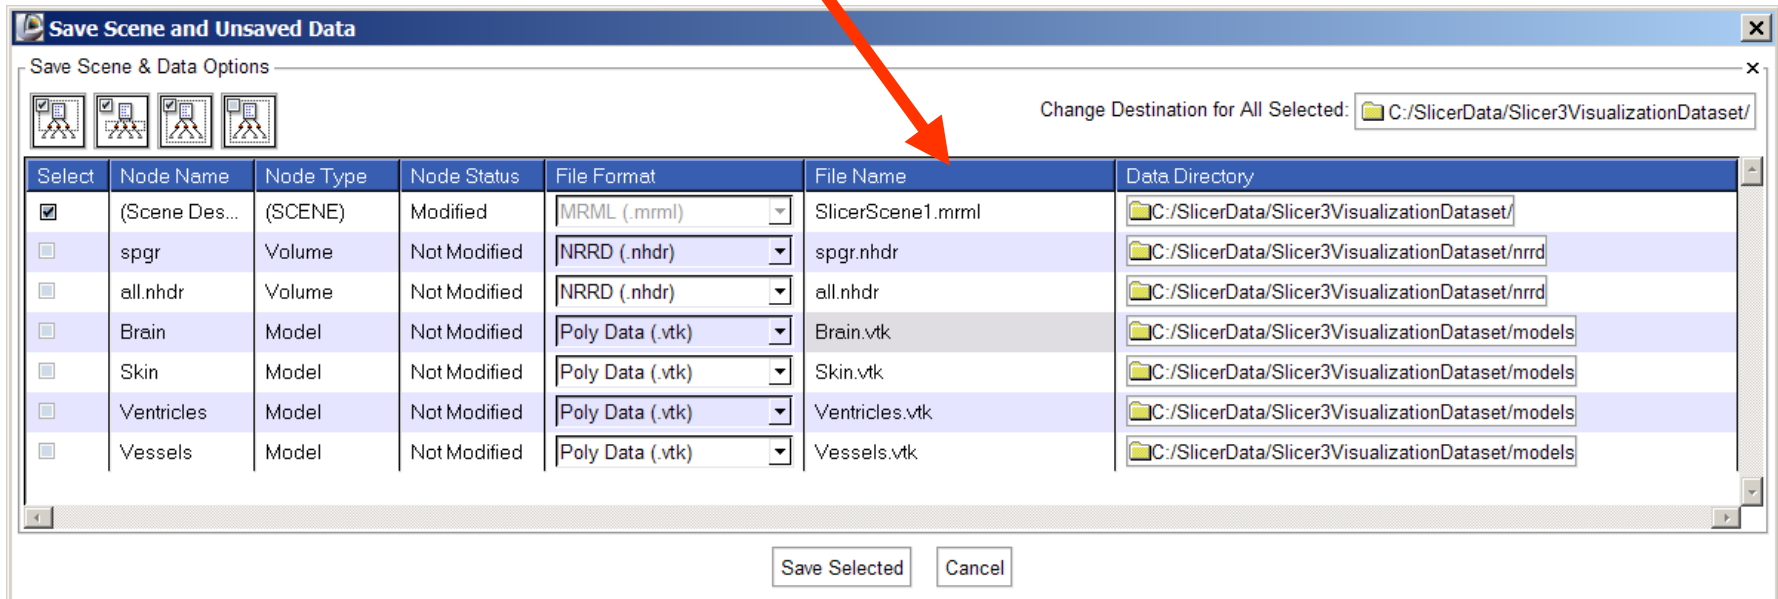 Save Scene and Unsaved Data
Save Scene & Data Options
Change Destination for All Selected: C:/SlicerData/Slicer3VisualizationDataset/
Select Node Name Node Type Node Status File Format File Name Data Directory
(Scene Des... (SCENE) Modified MRML (.mrml) SlicerScene1.mrml C:/SlicerData/Slicer3VisualizationDataset/
spgr Volume Not Modified NRRD (.nhdr) spgr.nhdr C:/SlicerData/Slicer3VisualizationDataset/nrrd
all.nhdr Volume Not Modified NRRD (.nhdr) all.nhdr C:/SlicerData/Slicer3VisualizationDataset/nrrd
Brain Model Not Modified Poly Data (.vtk) Brain.vtk C:/SlicerData/Slicer3VisualizationDataset/models
Skin Model Not Modified Poly Data (.vtk) Skin.vtk C:/SlicerData/Slicer3VisualizationDataset/models
Ventricles Model Not Modified Poly Data (.vtk) Ventricles.vtk C:/SlicerData/Slicer3VisualizationDataset/models
Vessels Model Not Modified Poly Data (.vtk) Vessels.vtk C:/SlicerData/Slicer3VisualizationDataset/models
Save Selected Cancel